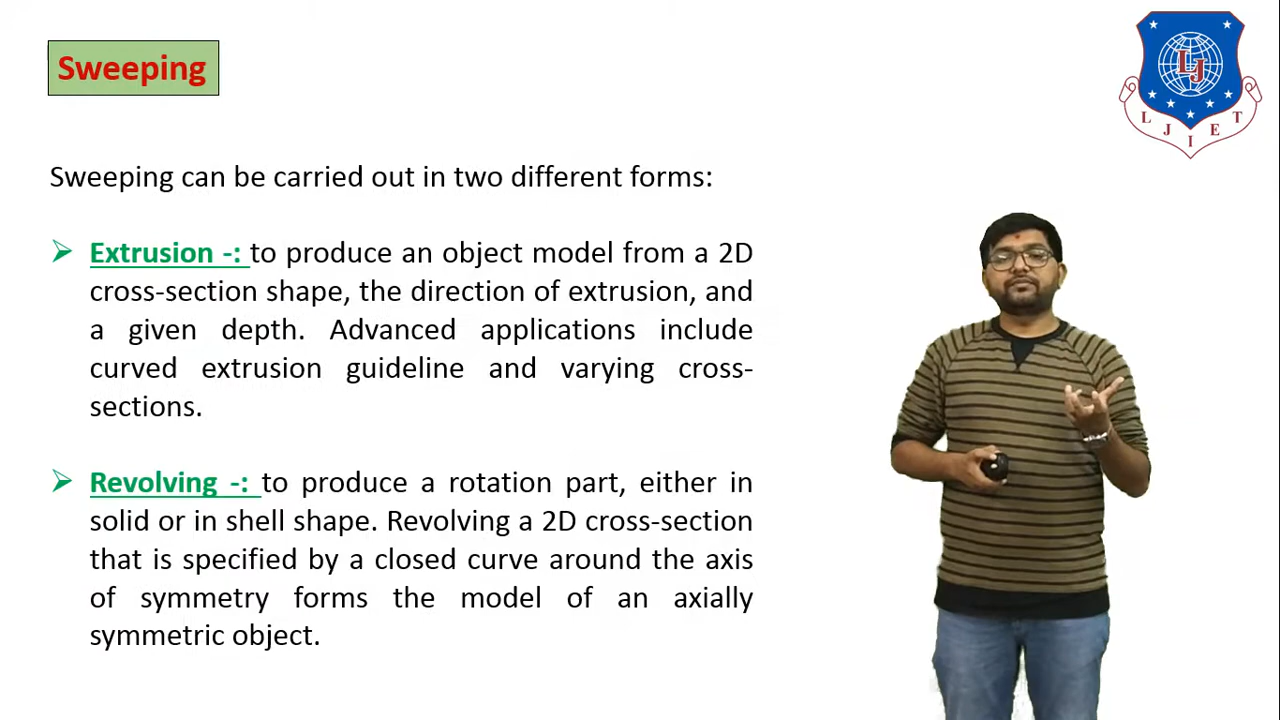 Sweeping
LJ
L J I E T
Sweeping can be carried out in two different forms:
Extrusion -: to produce an object model from a 2D
cross-section shape, the direction of extrusion, and
a given depth. Advanced applications include
curved extrusion guideline and varying cross-
sections.
Revolving -: to produce a rotation part, either in
solid or in shell shape. Revolving a 2D cross-section
that is specified by a closed curve around the axis
of symmetry forms the model of an axially
symmetric object.